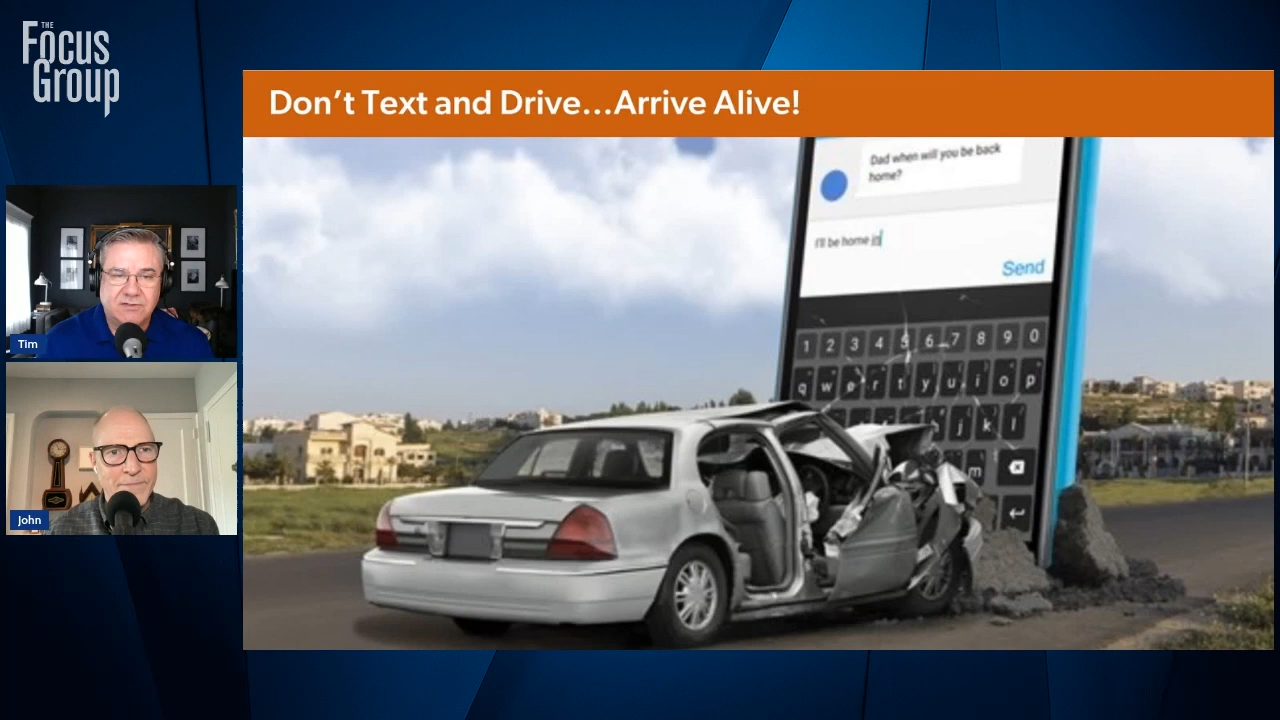 THE
Focus
Group
Don't Text and Drive...Arrive Alive!
Dad when will you be back
home?
I'll be home in
Send
1 2 3 4 5 6 7 8 9 0
q w e r t y u i o p
j k l
m
Tim
John